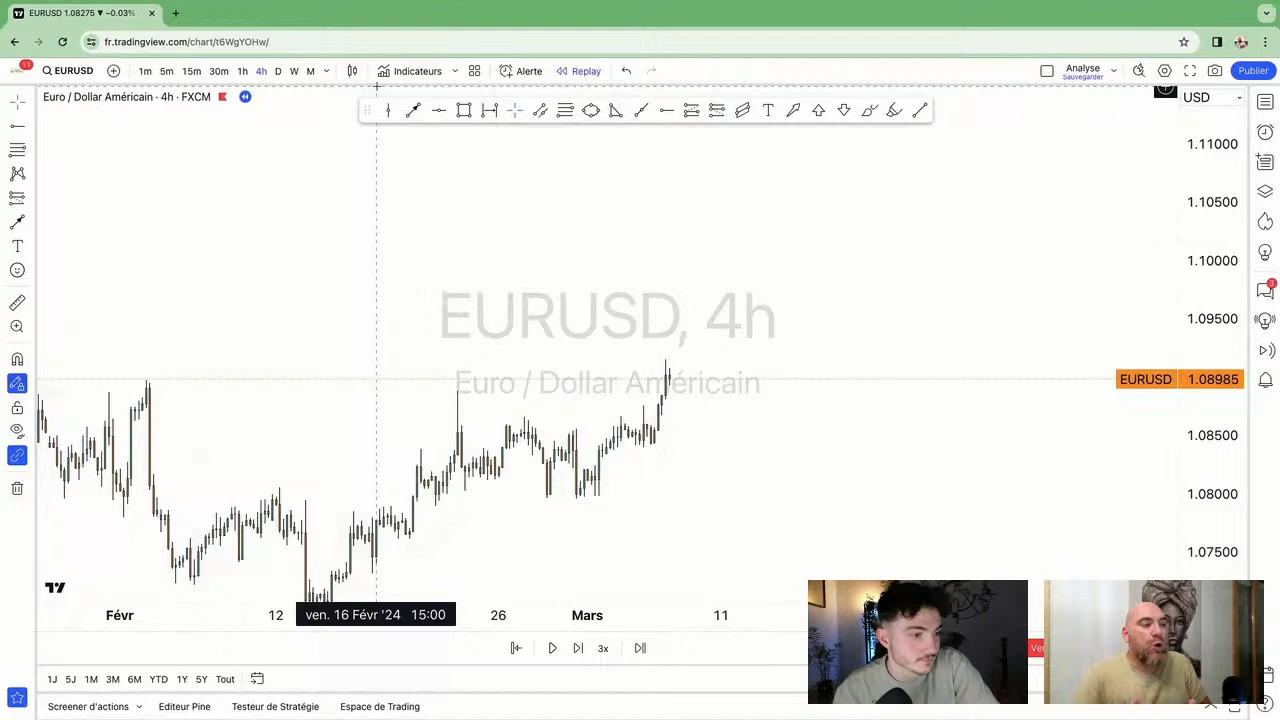 EURUSD 1.08275 ▼ −0.03%
fr.tradingview.com/chart/t6WgYOHw/
11
EURUSD 1m 5m 15m 30m 1h 4h D W M Indicateurs Alerte Replay Analyse Sauvegarder Publier
Euro / Dollar Américain · 4h · FXCM
USD
1.11000
1.10500
1.10000
1.09500
EURUSD, 4h
Euro / Dollar Américain
EURUSD 1.08985
1.08500
1.08000
1.07500
3
Févr 12 ven. 16 Févr '24 15:00 26 Mars 11
3x
1J 5J 1M 3M 6M YTD 1Y 5Y Tout
Screener d'actions Editeur Pine Testeur de Stratégie Espace de Trading